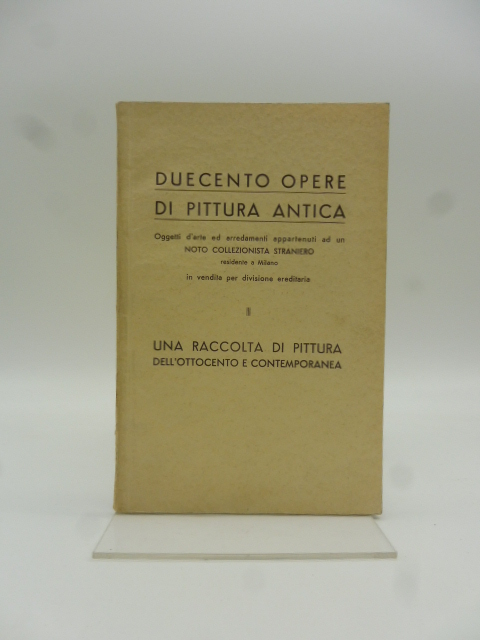 DUECENTO OPERE
DI PITTURA ANTICA
Oggetti d'arte ed arredamenti appartenuti ad un
NOTO COLLEZIONISTA STRANIERO
residente a Milano
in vendita per divisione ereditaria
UNA RACCOLTA DI PITTURA
DELL'OTTOCENTO E CONTEMPORANEA